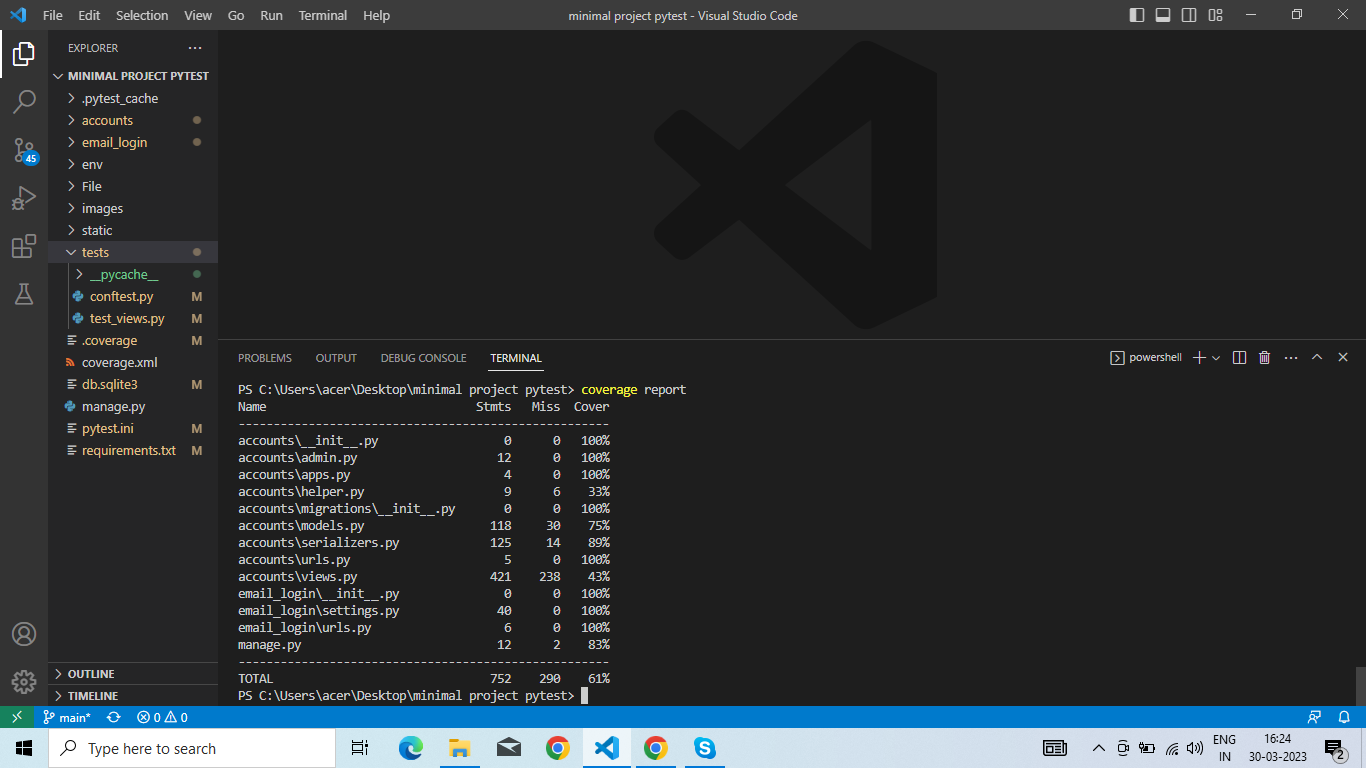 File Edit Selection View Go Run Terminal Help
minimal project pytest - Visual Studio Code
EXPLORER
MINIMAL PROJECT PYTEST
.pytest_cache
accounts
email_login
env
File
images
static
tests
__pycache__
conftest.py M
test_views.py M
.coverage M
coverage.xml
db.sqlite3 M
manage.py
pytest.ini M
requirements.txt M
45
OUTLINE
TIMELINE
PROBLEMS OUTPUT DEBUG CONSOLE TERMINAL
powershell
PS C:\Users\acer\Desktop\minimal project pytest> coverage report
Name Stmts Miss Cover
-----------------------------------------------------
accounts\__init__.py 0 0 100%
accounts\admin.py 12 0 100%
accounts\apps.py 4 0 100%
accounts\helper.py 9 6 33%
accounts\migrations\__init__.py 0 0 100%
accounts\models.py 118 30 75%
accounts\serializers.py 125 14 89%
accounts\urls.py 5 0 100%
accounts\views.py 421 238 43%
email_login\__init__.py 0 0 100%
email_login\settings.py 40 0 100%
email_login\urls.py 6 0 100%
manage.py 12 2 83%
-----------------------------------------------------
TOTAL 752 290 61%
PS C:\Users\acer\Desktop\minimal project pytest>
main* 0 0
Type here to search
ENG
IN
16:24
30-03-2023
2